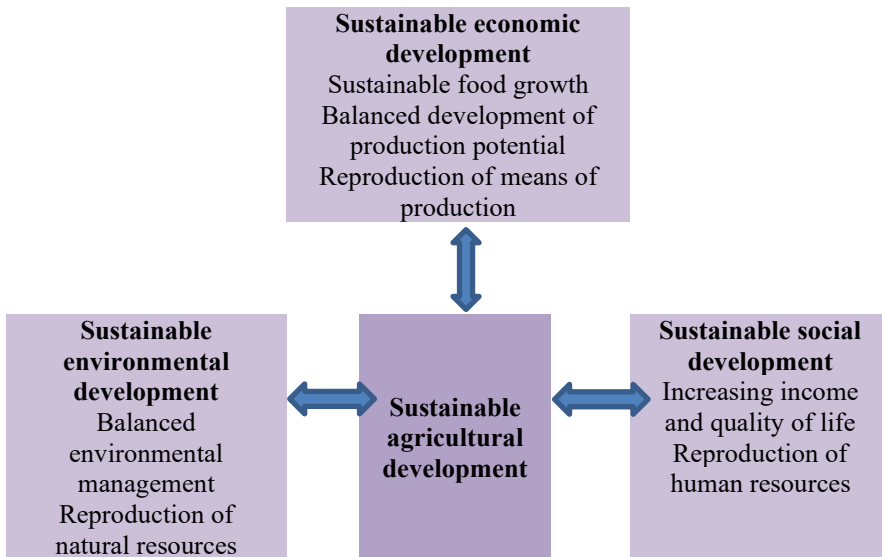 Sustainable economic
development
Sustainable food growth
Balanced development of
production potential
Reproduction of means of
production
Sustainable
environmental
development
Balanced
environmental
management
Reproduction of
natural resources
Sustainable
agricultural
development
Sustainable social
development
Increasing income
and quality of life
Reproduction of
human resources